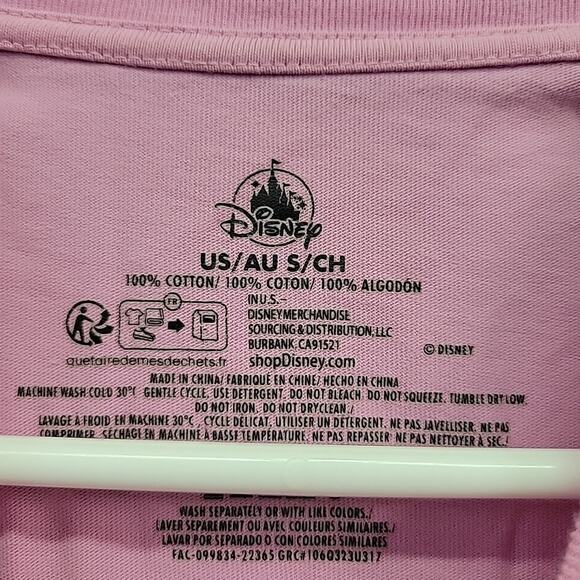 Disney
US/AU S/CH
100% COTTON/ 100% COTON/ 100% ALGODÓN
FR
IN U.S.-
DISNEY MERCHANDISE
SOURCING & DISTRIBUTION, LLC
BURBANK, CA 91521
© DISNEY
quefairedemesdechets.fr
shopDisney.com
MADE IN CHINA/ FABRIQUÉ EN CHINE/ HECHO EN CHINA
MACHINE WASH COLD 30°C GENTLE CYCLE. USE DETERGENT. DO NOT BLEACH. DO NOT SQUEEZE. TUMBLE DRY LOW.
DO NOT IRON. DO NOT DRYCLEAN./
LAVAGE À FROID EN MACHINE 30°C , CYCLE DÉLICAT, UTILISER UN DÉTERGENT. NE PAS JAVELLISER. NE PAS
COMPRIMER. SÉCHAGE EN MACHINE À BASSE TEMPÉRATURE. NE PAS REPASSER NE PAS NETTOYER À SEC./
WASH SEPARATELY OR WITH LIKE COLORS./
LAVER SÉPAREMENT OU AVEC COULEURS SIMILAIRES./
LAVAR POR SEPARADO O CON COLORES SIMILARES
FAC-099834-22365 GRC#106Q323U317